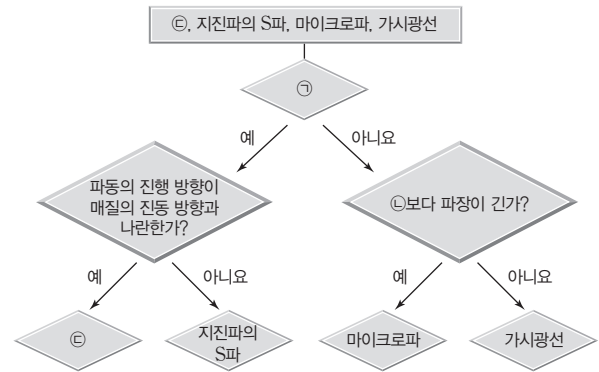 ㉢, 지진파의 S파, 마이크로파, 가시광선
㉠
예
아니요
파동의 진행 방향이
매질의 진동 방향과
나란한가?
㉡보다 파장이 긴가?
예
아니요
예
아니요
㉢
지진파의
S파
마이크로파
가시광선